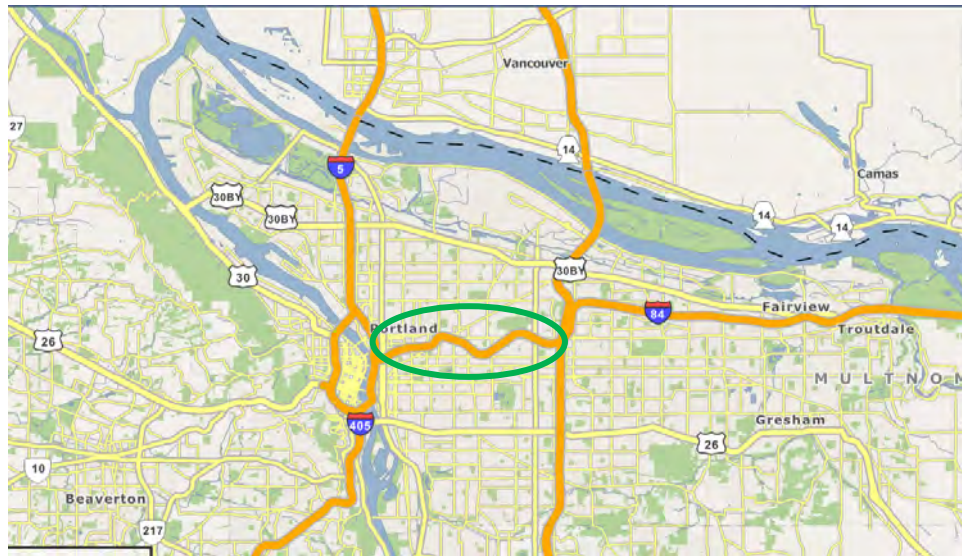 Vancouver
27
14
5
Camas
30BY
30BY
14
14
30
30BY
Fairview
84
Portland
Troutdale
26
MULTNOM
Gresham
405
26
10
Beaverton
217